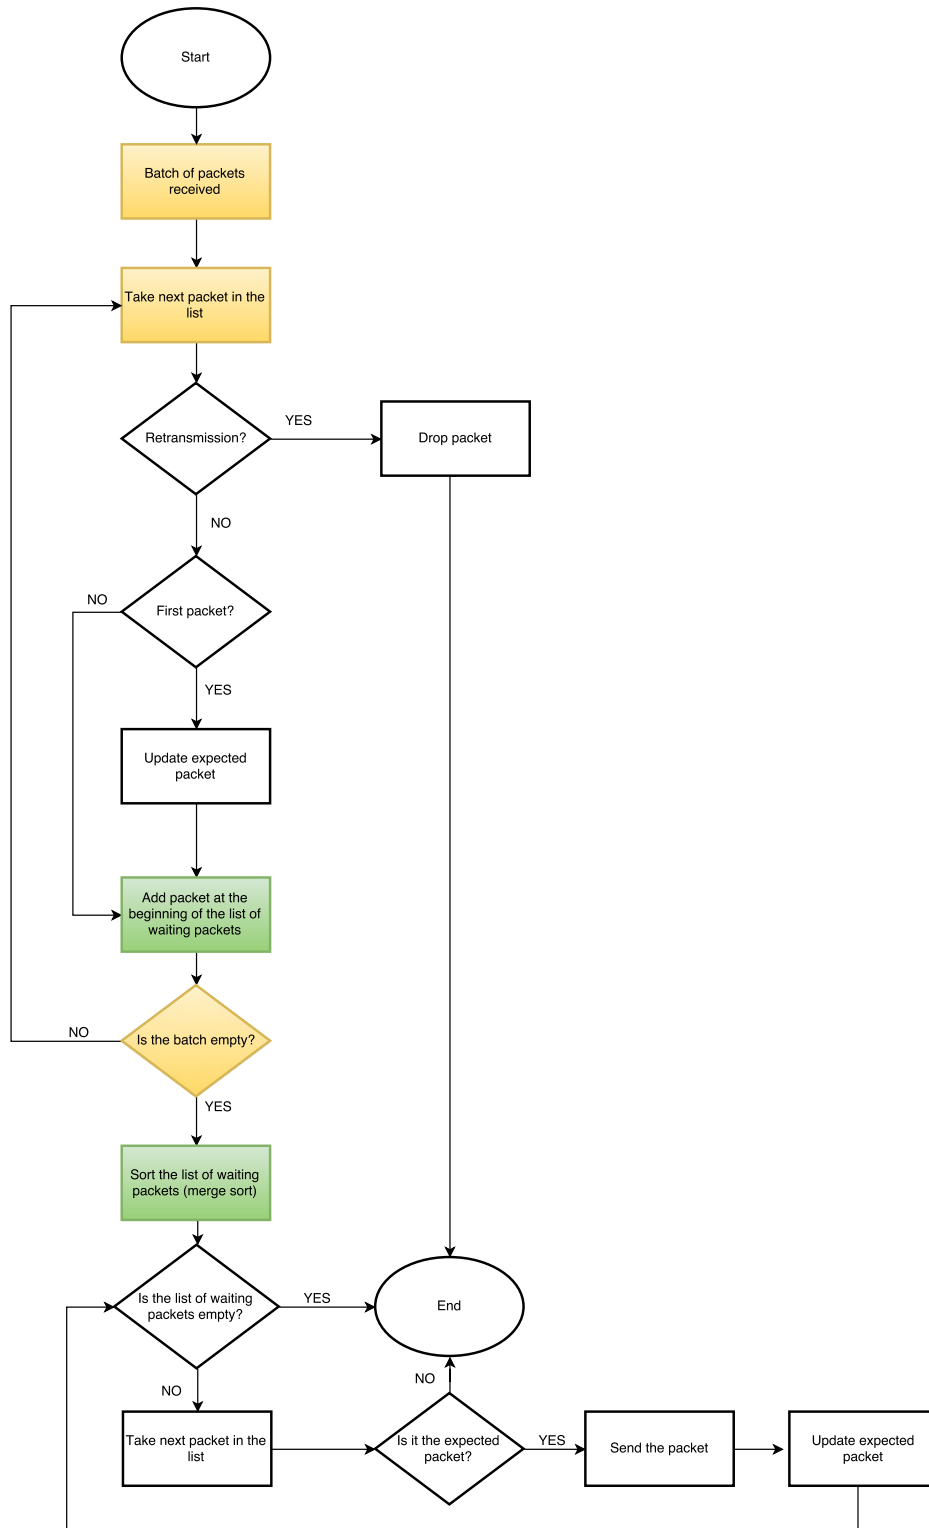 Start
Batch of packets
received
Take next packet in the
list
Retransmission?
YES
Drop packet
NO
First packet?
NO
YES
Update expected
packet
Add packet at the
beginning of the list of
waiting packets
Is the batch empty?
NO
YES
Sort the list of waiting
packets (merge sort)
Is the list of waiting
packets empty?
YES
End
NO
NO
Take next packet in the
list
Is it the expected
packet?
YES
Send the packet
Update expected
packet